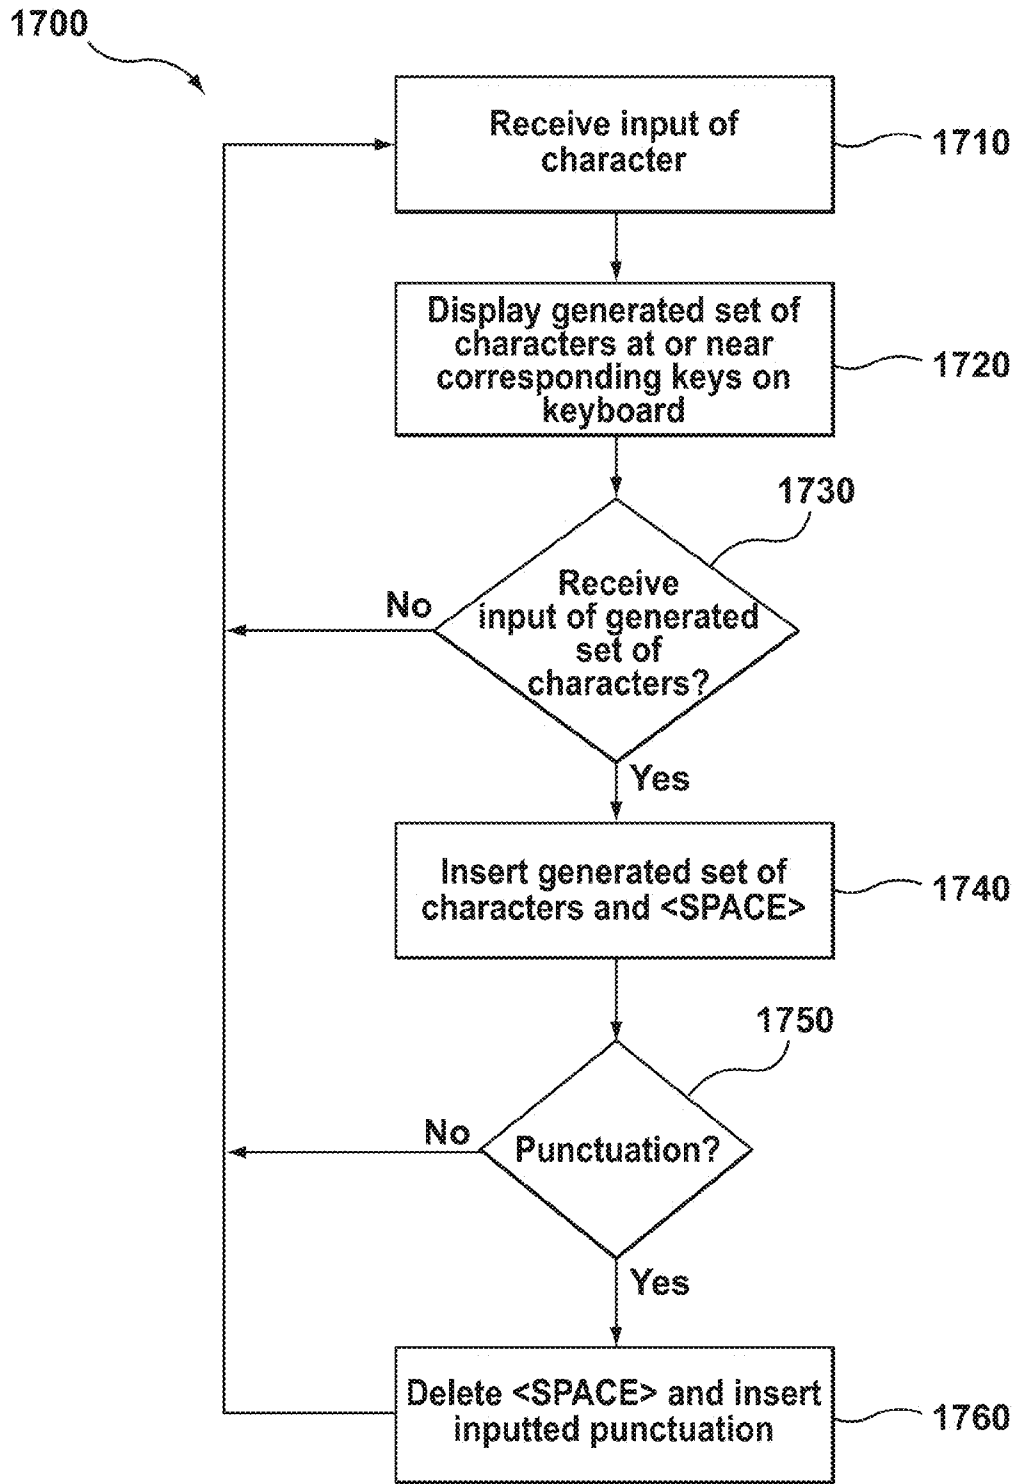 1700
Receive input of
character
1710
Display generated set of
characters at or near
corresponding keys on
keyboard
1720
1730
Receive
input of generated
set of
characters?
No
Yes
Insert generated set of
characters and <SPACE>
1740
1750
Punctuation?
No
Yes
Delete <SPACE> and insert
inputted punctuation
1760